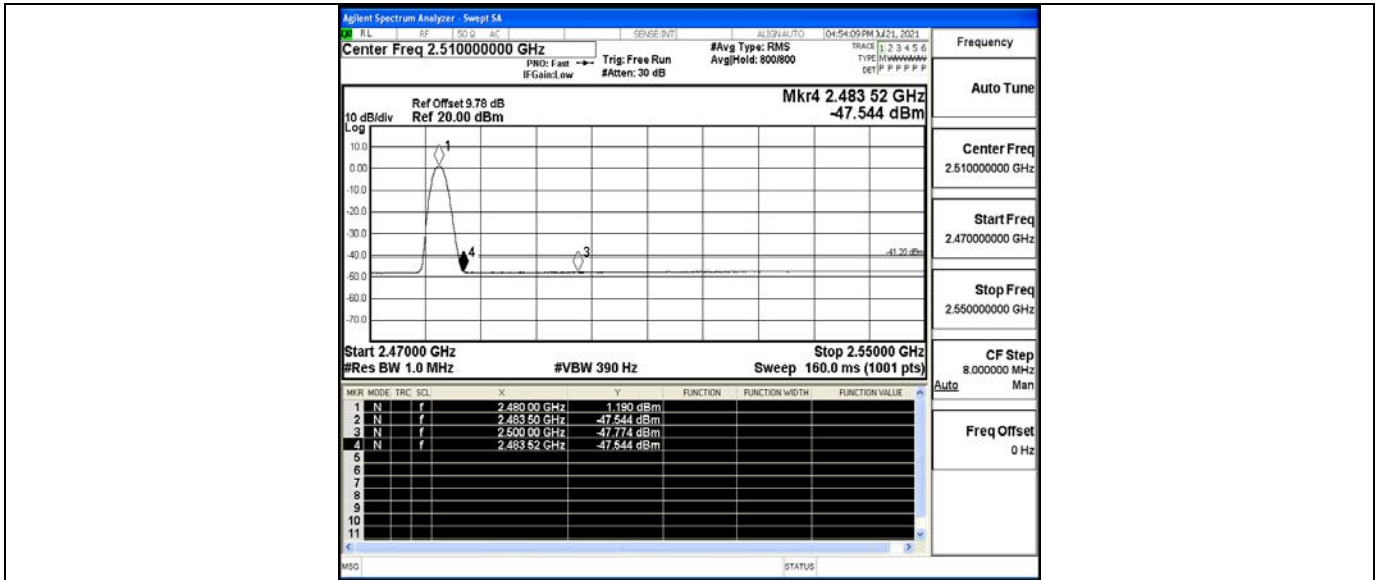 Agilent Spectrum Analyzer - Swept SA
RL RF 50 Ω AC SENSE:INT ALIGNAUTO 04:54:09 PM Jul 21, 2021
Center Freq 2.510000000 GHz
PNO: Fast
IFGain:Low
Trig: Free Run
#Atten: 30 dB
#Avg Type: RMS
Avg|Hold: 800/800
TRACE 1 2 3 4 5 6
TYPE M
DET P P P P P P
Mkr4 2.483 52 GHz
-47.544 dBm
Ref Offset 9.78 dB
10 dB/div Ref 20.00 dBm
Log
10.0
0.00
-10.0
-20.0
-30.0
-40.0
-50.0
-60.0
-70.0
1
4
3
-41.20 dBm
Start 2.47000 GHz Stop 2.55000 GHz
#Res BW 1.0 MHz #VBW 390 Hz Sweep 160.0 ms (1001 pts)
MKR MODE TRC SCL X Y FUNCTION FUNCTION WIDTH FUNCTION VALUE
1 N f 2.480 00 GHz 1.190 dBm
2 N f 2.483 50 GHz -47.544 dBm
3 N f 2.500 00 GHz -47.774 dBm
4 N f 2.483 52 GHz -47.544 dBm
5
6
7
8
9
10
11
MSG STATUS
Frequency
Auto Tune
Center Freq
2.510000000 GHz
Start Freq
2.470000000 GHz
Stop Freq
2.550000000 GHz
CF Step
8.000000 MHz
Auto Man
Freq Offset
0 Hz